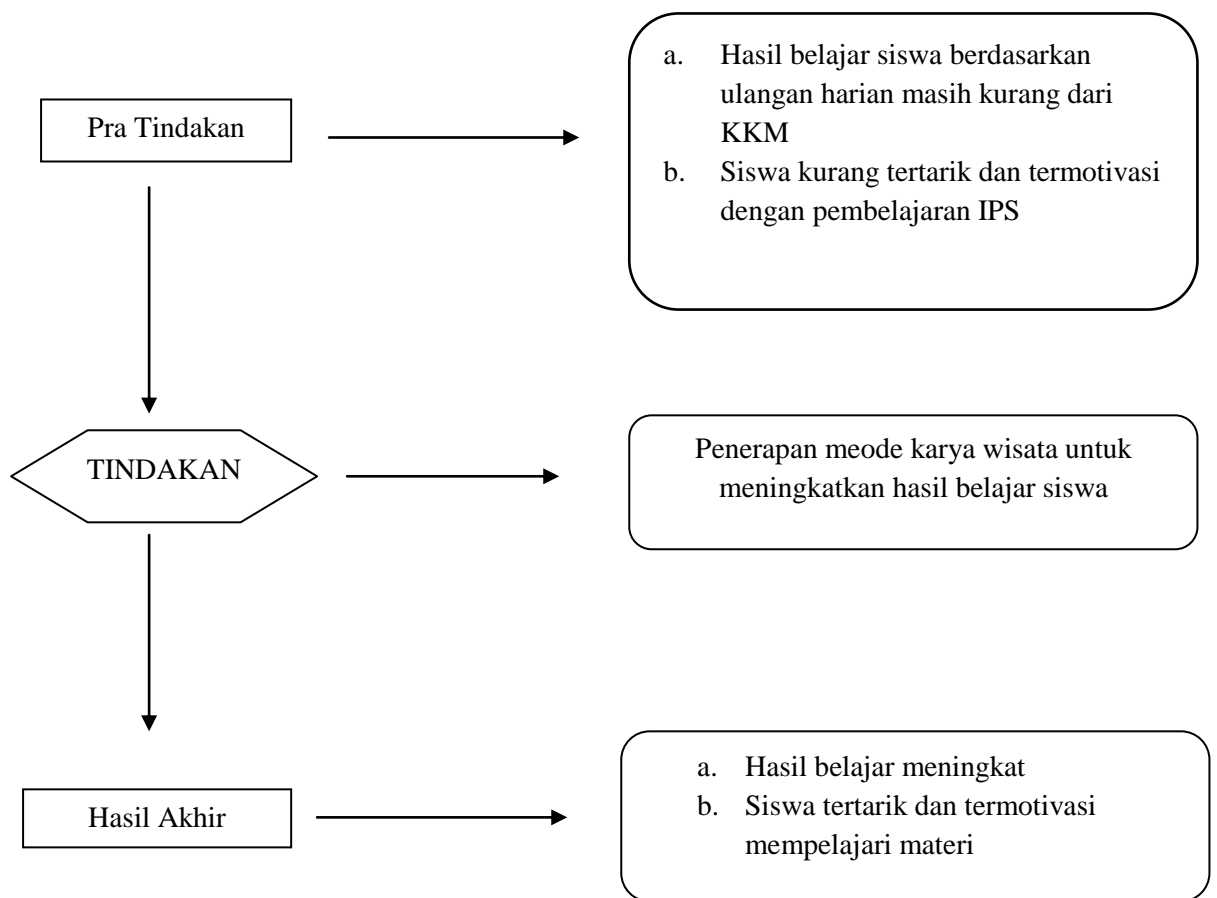 Pra Tindakan
a. Hasil belajar siswa berdasarkan
ulangan harian masih kurang dari
KKM
b. Siswa kurang tertarik dan termotivasi
dengan pembelajaran IPS
TINDAKAN
Penerapan meode karya wisata untuk
meningkatkan hasil belajar siswa
Hasil Akhir
a. Hasil belajar meningkat
b. Siswa tertarik dan termotivasi
mempelajari materi